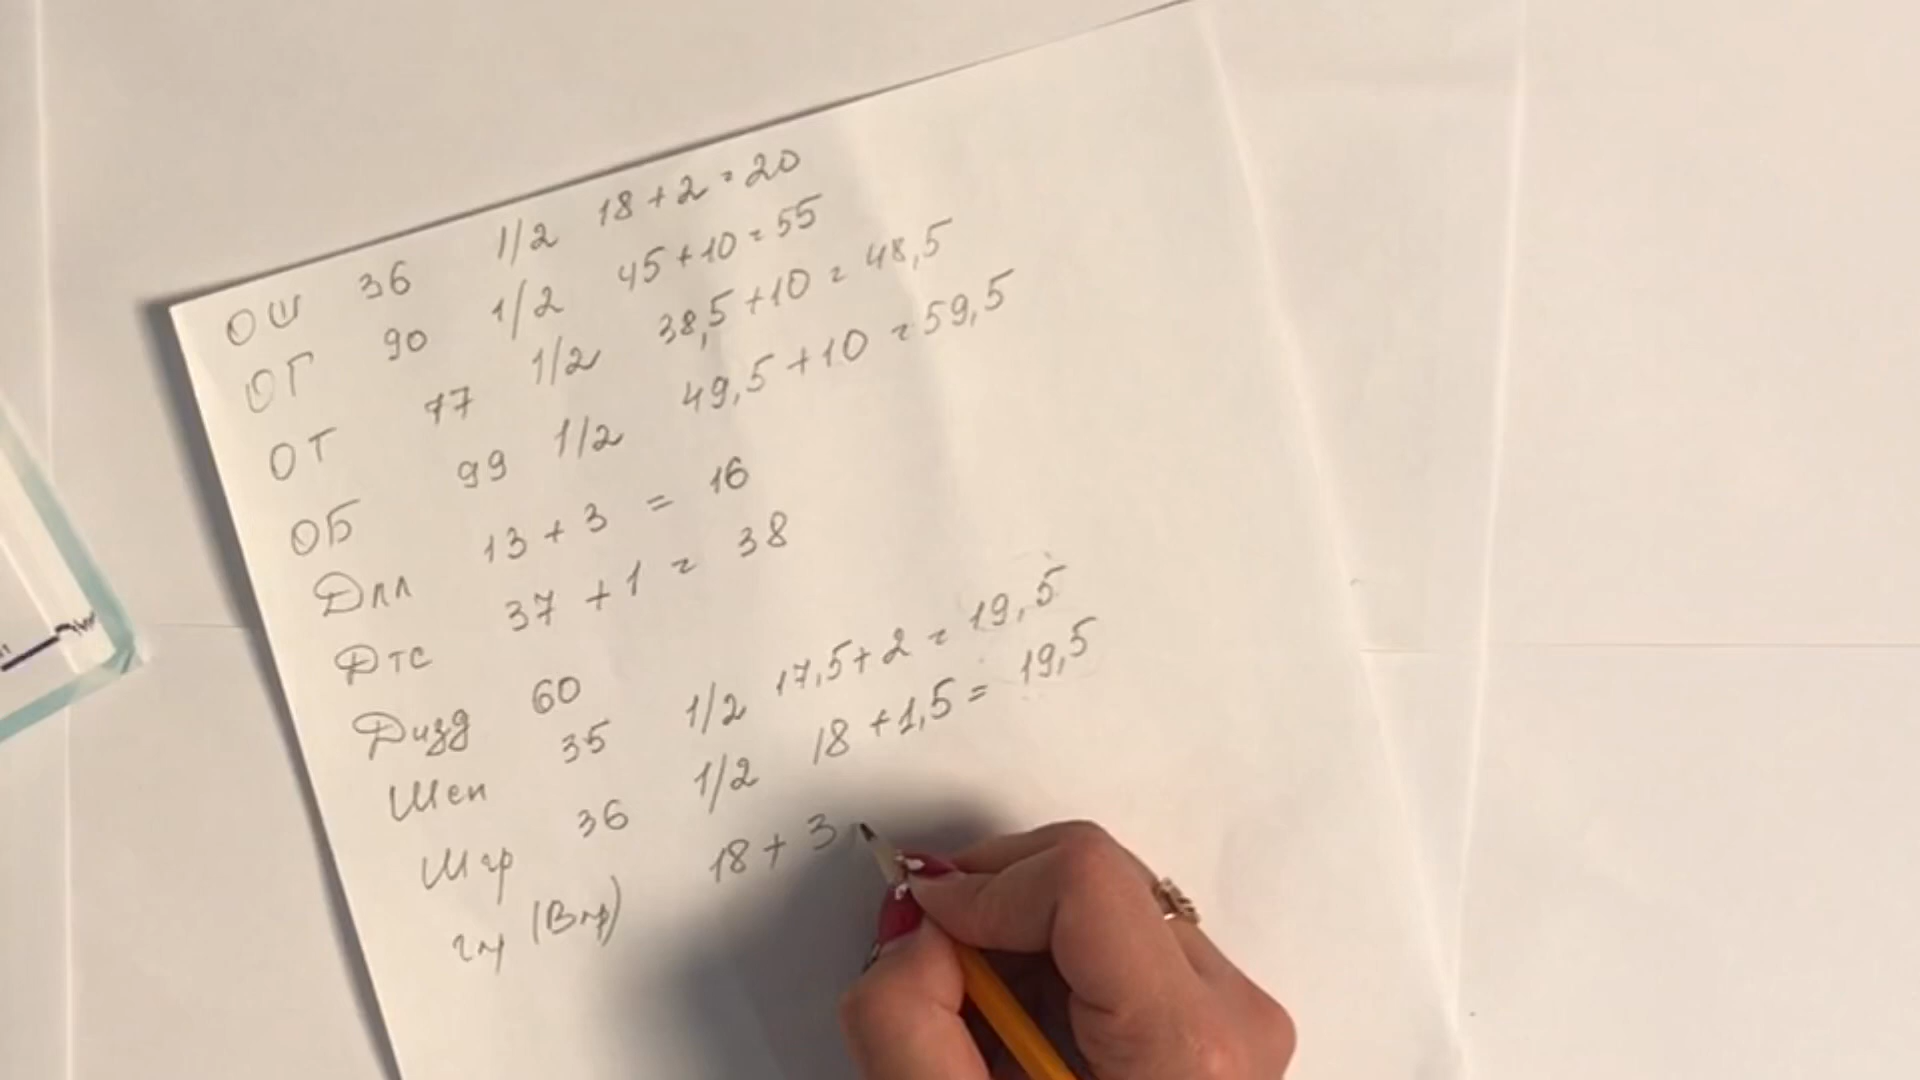 ОШ 36 1/2 18 + 2 = 20
ОГ 90 1/2 45 + 10 = 55
ОТ 77 1/2 38,5 + 10 = 48,5
ОБ 99 1/2 49,5 + 10 = 59,5
Дпл 13 + 3 = 16
Дтс 37 + 1 = 38
Дизд 60
Шсп 35 1/2 17,5 + 2 = 19,5
Шгр 36 1/2 18 + 1,5 = 19,5
Гпр (Впр) 18 + 3